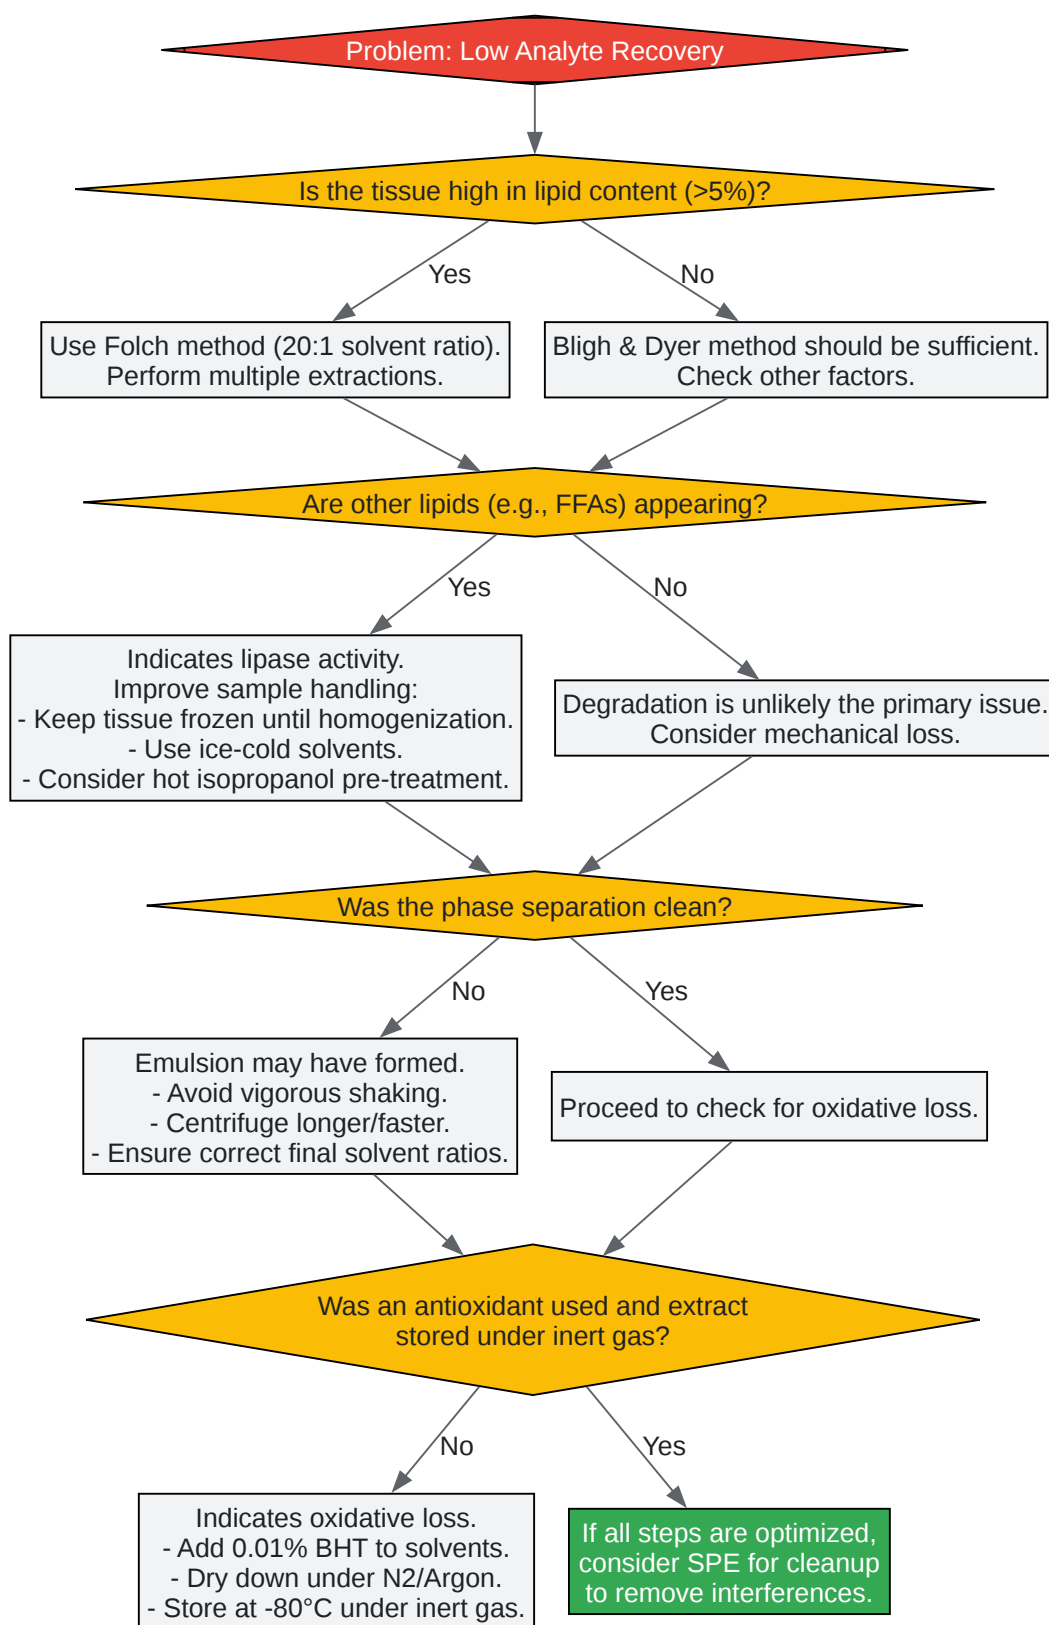 Problem: Low Analyte Recovery
Is the tissue high in lipid content (>5%)?
Yes
No
Use Folch method (20:1 solvent ratio).
Perform multiple extractions.
Bligh & Dyer method should be sufficient.
Check other factors.
Are other lipids (e.g., FFAs) appearing?
Yes
No
Indicates lipase activity.
Improve sample handling:
- Keep tissue frozen until homogenization.
- Use ice-cold solvents.
- Consider hot isopropanol pre-treatment.
Degradation is unlikely the primary issue.
Consider mechanical loss.
Was the phase separation clean?
No
Yes
Emulsion may have formed.
- Avoid vigorous shaking.
- Centrifuge longer/faster.
- Ensure correct final solvent ratios.
Proceed to check for oxidative loss.
Was an antioxidant used and extract
stored under inert gas?
No
Yes
Indicates oxidative loss.
- Add 0.01% BHT to solvents.
- Dry down under N2/Argon.
- Store at -80°C under inert gas.
If all steps are optimized,
consider SPE for cleanup
to remove interferences.